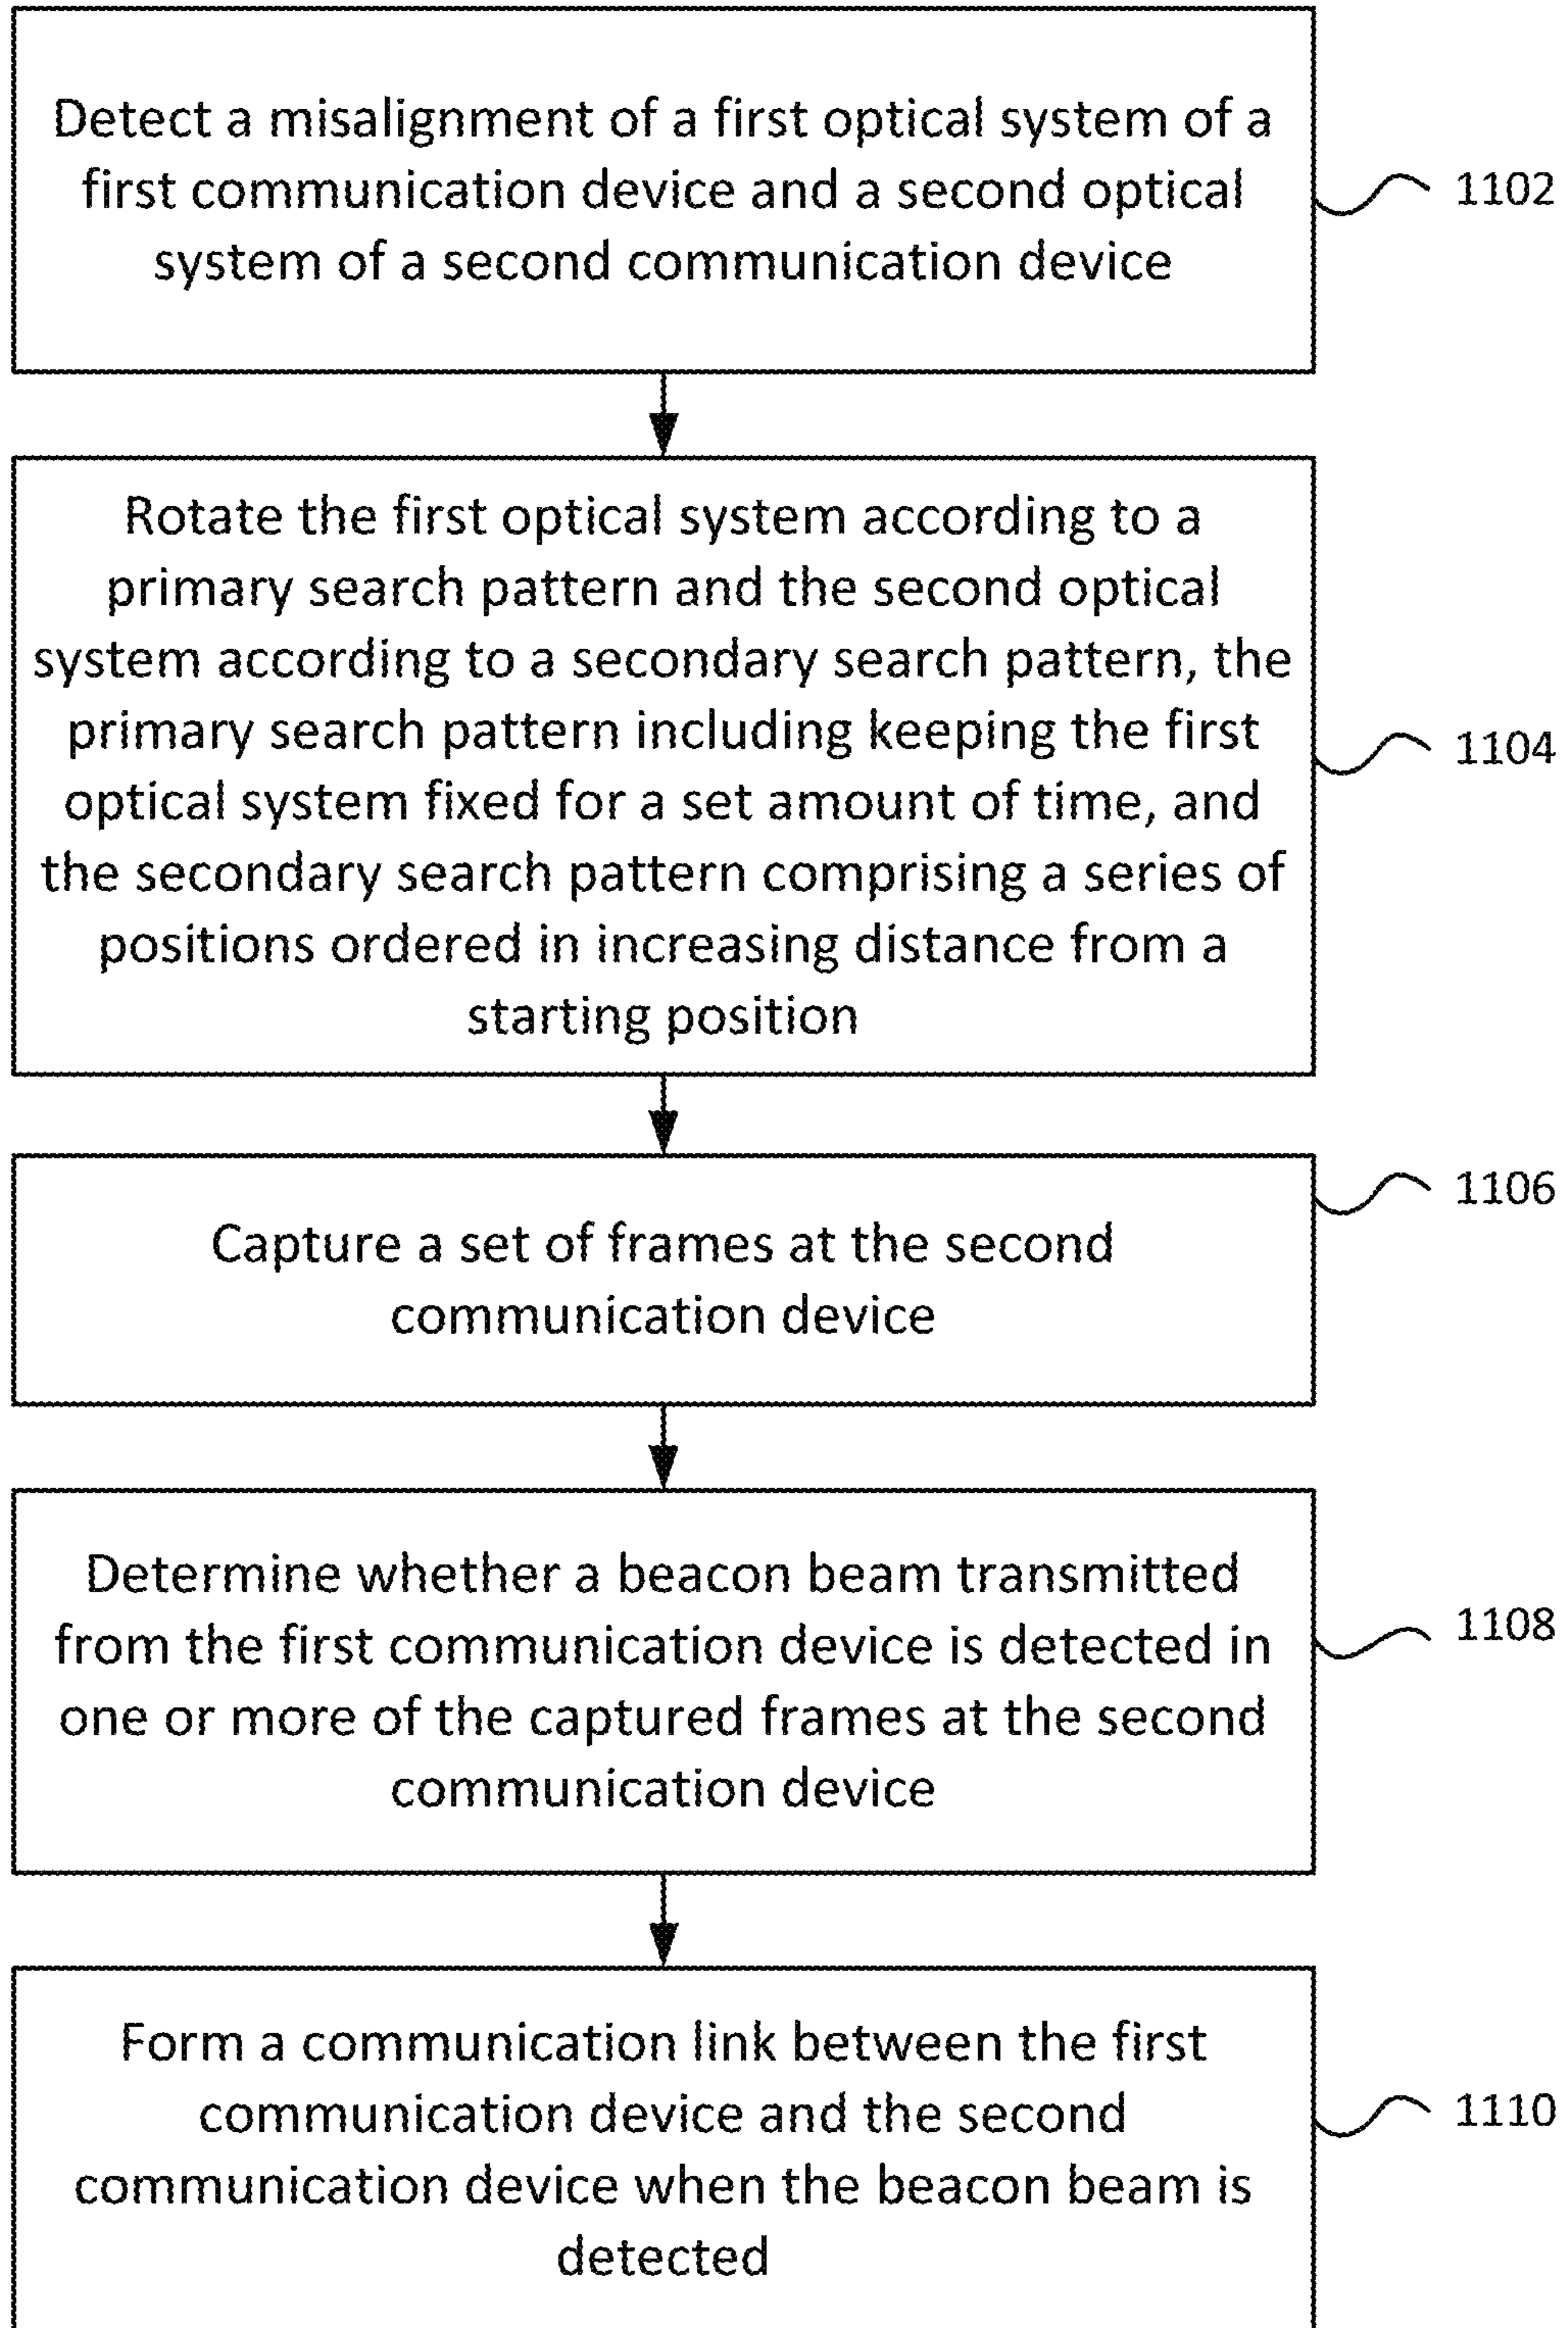 Detect a misalignment of a first optical system of a
first communication device and a second optical
system of a second communication device
1102
Rotate the first optical system according to a
primary search pattern and the second optical
system according to a secondary search pattern, the
primary search pattern including keeping the first
optical system fixed for a set amount of time, and
the secondary search pattern comprising a series of
positions ordered in increasing distance from a
starting position
1104
Capture a set of frames at the second
communication device
1106
Determine whether a beacon beam transmitted
from the first communication device is detected in
one or more of the captured frames at the second
communication device
1108
Form a communication link between the first
communication device and the second
communication device when the beacon beam is
detected
1110